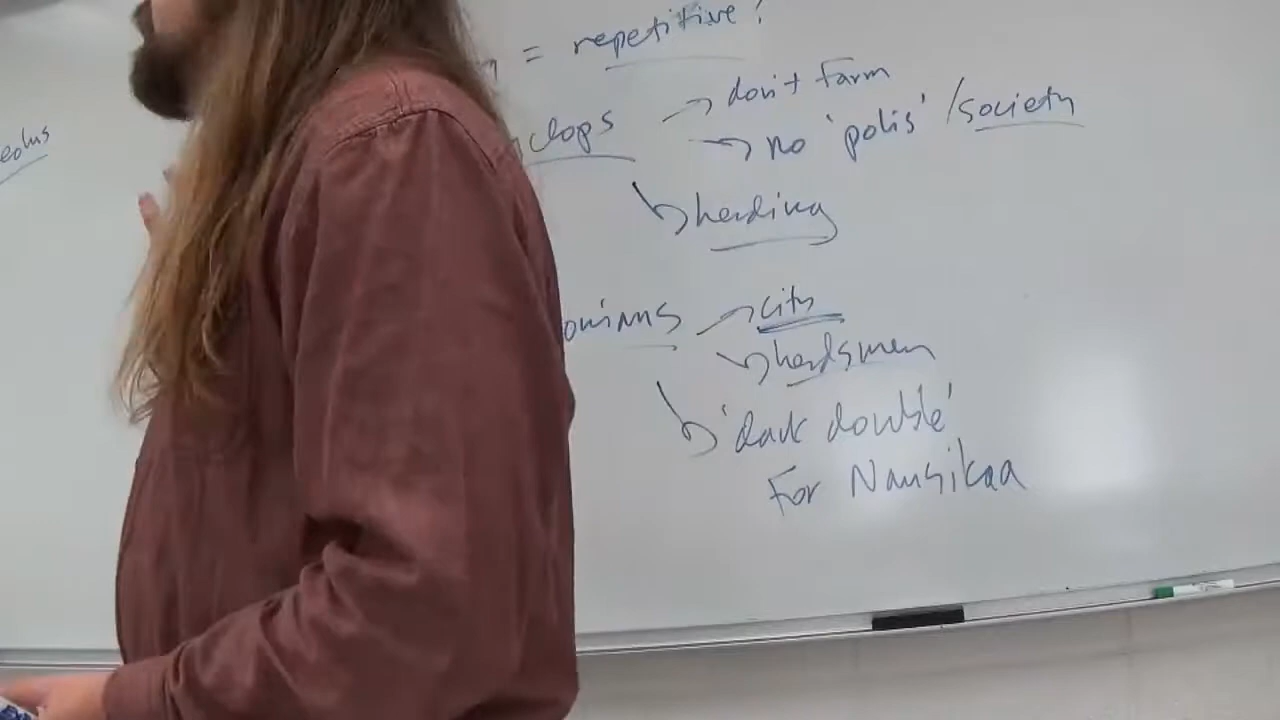 eolus
= repetitive?
clops → don't farm
→ no 'polis' / society
↳ herding
onians → city
→ herdsmen
↳ 'dark double'
For Nausikaa